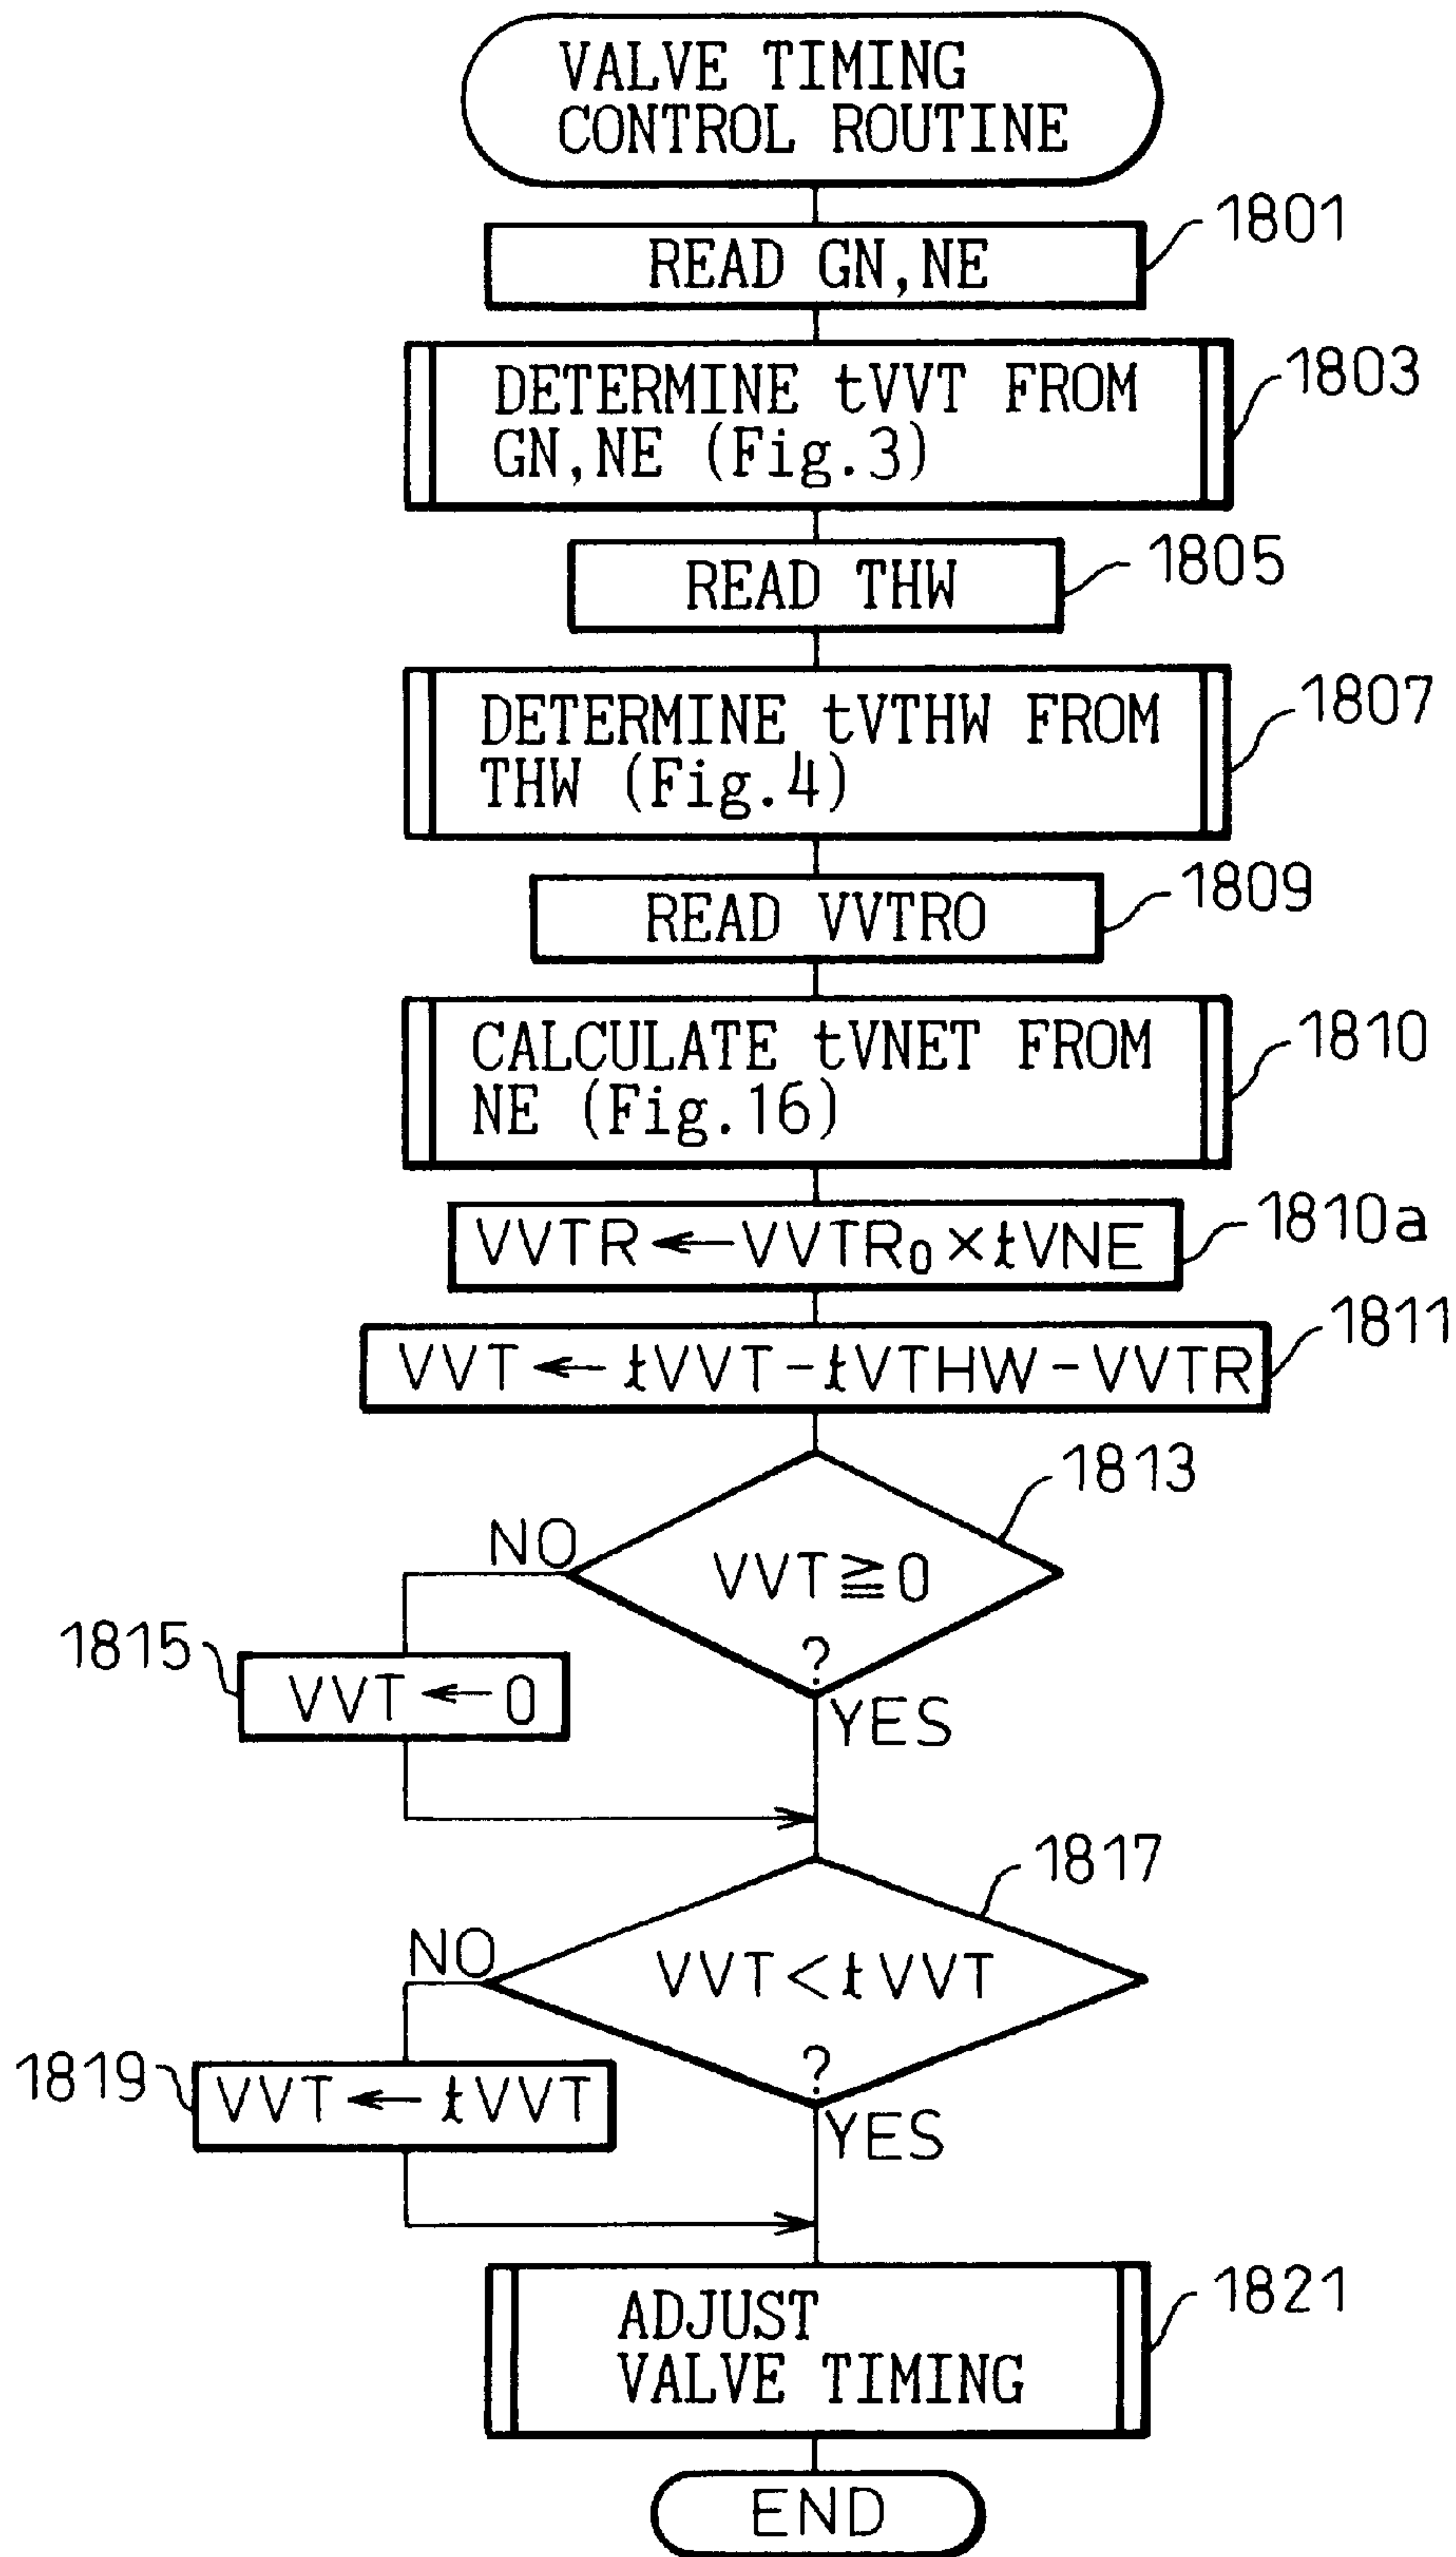 VALVE TIMING
CONTROL ROUTINE
1801
READ GN,NE
1803
DETERMINE tVVT FROM
GN,NE (Fig.3)
1805
READ THW
1807
DETERMINE tVTHW FROM
THW (Fig.4)
1809
READ VVTRO
1810
CALCULATE tVNET FROM
NE (Fig.16)
1810a
VVTR←VVTR₀×tVNE
1811
VVT←tVVT-tVTHW-VVTR
1813
NO
VVT≧0
?
1815
VVT←0
YES
1817
NO
VVT<tVVT
?
1819
VVT←tVVT
YES
1821
ADJUST
VALVE TIMING
END